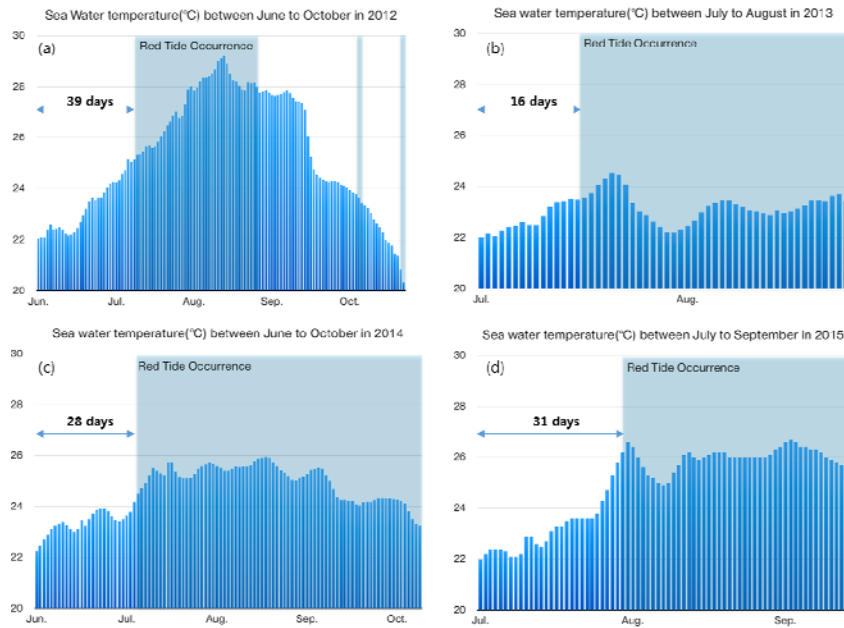 Sea Water temperature(°C) between June to October in 2012
30
(a)
Red Tide Occurrence
28
39 days
26
24
22
20
Jun.
Jul.
Aug.
Sep.
Oct.
Sea water temperature(°C) between July to August in 2013
30
(b)
Red Tide Occurrence
28
16 days
26
24
22
20
Jul.
Aug.
Sea water temperature(°C) between June to October in 2014
30
(c)
Red Tide Occurrence
28
28 days
26
24
22
20
Jun.
Jul.
Aug.
Sep.
Oct.
Sea water temperature(°C) between July to September in 2015
30
(d)
Red Tide Occurrence
28
31 days
26
24
22
20
Jul.
Aug.
Sep.